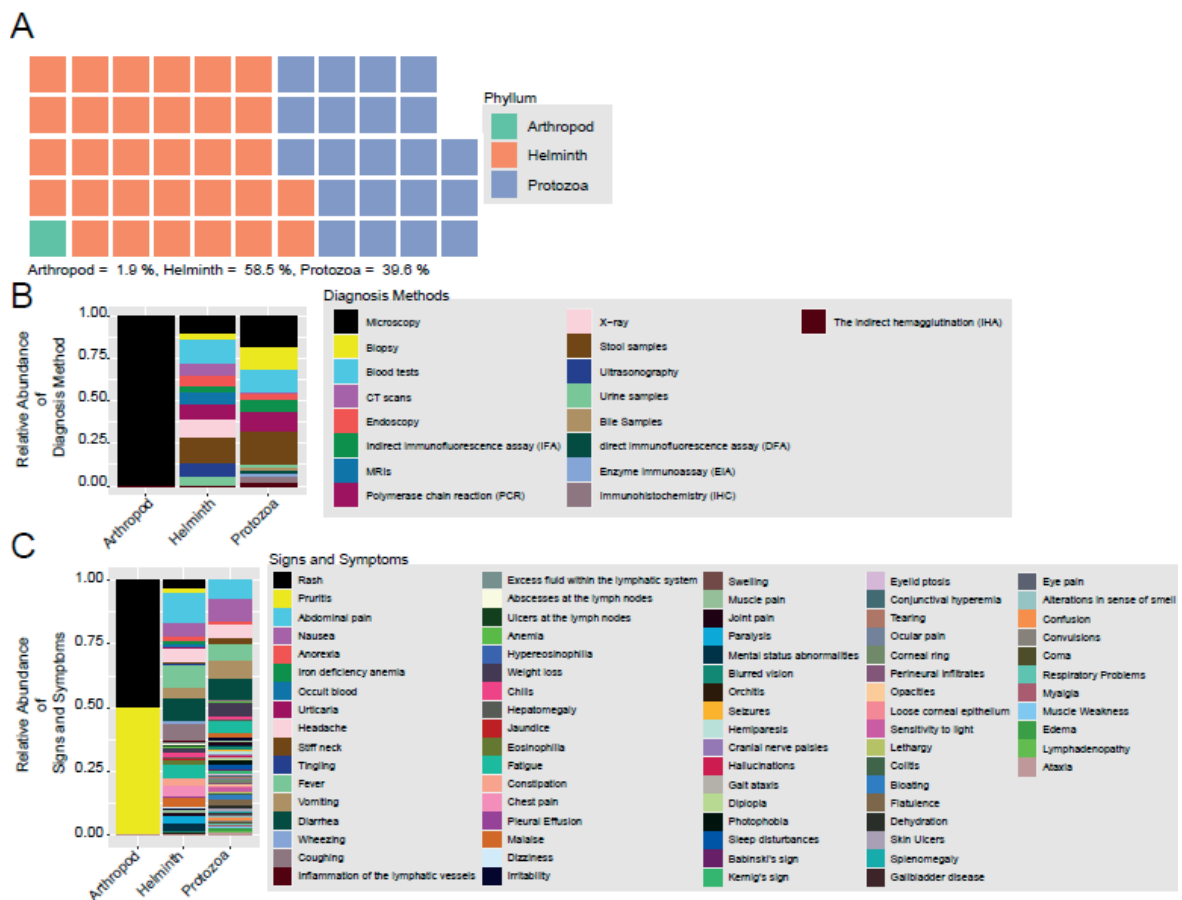 A
Phyllum
Arthropod
Helminth
Protozoa
Arthropod = 1.9 %, Helminth = 58.5 %, Protozoa = 39.6 %
B
Relative Abundance
of
Diagnosis Method
1.00
0.75
0.50
0.25
0.00
Arthropod
Helminth
Protozoa
Diagnosis Methods
Microscopy
Biopsy
Blood tests
CT scans
Endoscopy
Indirect immunofluorescence assay (IFA)
MRIs
Polymerase chain reaction (PCR)
X-ray
Stool samples
Ultrasonography
Urine samples
Bile Samples
direct immunofluorescence assay (DFA)
Enzyme immunoassay (EIA)
Immunohistochemistry (IHC)
The indirect hemagglutination (IHA)
C
Relative Abundance
of
Signs and Symptoms
1.00
0.75
0.50
0.25
0.00
Arthropod
Helminth
Protozoa
Signs and Symptoms
Rash
Pruritis
Abdominal pain
Nausea
Anorexia
Iron deficiency anemia
Occult blood
Urticaria
Headache
Stiff neck
Tingling
Fever
Vomiting
Diarrhea
Wheezing
Coughing
Inflammation of the lymphatic vessels
Excess fluid within the lymphatic system
Abscesses at the lymph nodes
Ulcers at the lymph nodes
Anemia
Hypereosinophilia
Weight loss
Chills
Hepatomegaly
Jaundice
Eosinophilia
Fatigue
Constipation
Chest pain
Pleural Effusion
Malaise
Dizziness
Irritability
Swelling
Muscle pain
Joint pain
Paralysis
Mental status abnormalities
Blurred vision
Orchitis
Seizures
Hemiparesis
Cranial nerve palsies
Hallucinations
Gait ataxis
Diplopia
Photophobia
Sleep disturbances
Babinski's sign
Kernig's sign
Eyelid ptosis
Conjunctival hyperemia
Tearing
Ocular pain
Corneal ring
Perineural infiltrates
Opacities
Loose corneal epithelium
Sensitivity to light
Lethargy
Colitis
Bloating
Flatulence
Dehydration
Skin Ulcers
Splenomegaly
Gallbladder disease
Eye pain
Alterations in sense of smell
Confusion
Convulsions
Coma
Respiratory Problems
Myalgia
Muscle Weakness
Edema
Lymphadenopathy
Ataxia